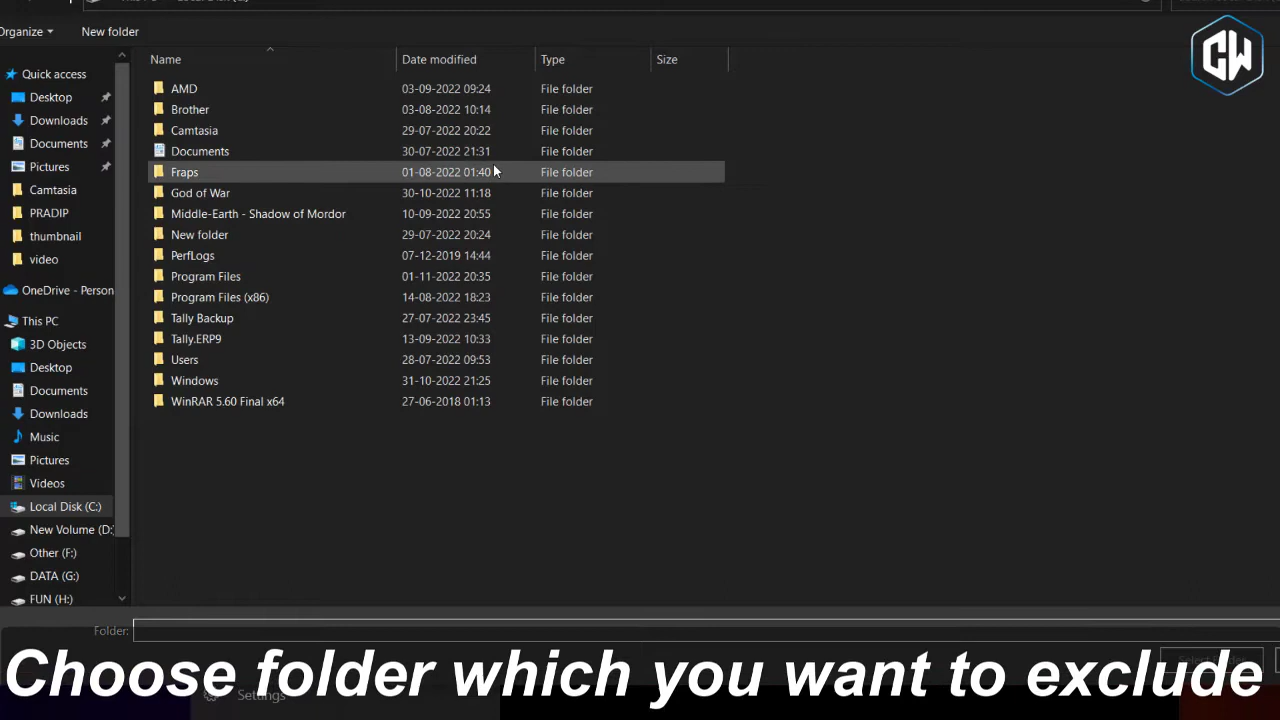 Organize
New folder
Name
Date modified
Type
Size
Quick access
Desktop
Downloads
Documents
Pictures
Camtasia
PRADIP
thumbnail
video
OneDrive - Person
This PC
3D Objects
Desktop
Documents
Downloads
Music
Pictures
Videos
Local Disk (C:)
New Volume (D:
Other (F:)
DATA (G:)
FUN (H:)
AMD 03-09-2022 09:24 File folder
Brother 03-08-2022 10:14 File folder
Camtasia 29-07-2022 20:22 File folder
Documents 30-07-2022 21:31 File folder
Fraps 01-08-2022 01:40 File folder
God of War 30-10-2022 11:18 File folder
Middle-Earth - Shadow of Mordor 10-09-2022 20:55 File folder
New folder 29-07-2022 20:24 File folder
PerfLogs 07-12-2019 14:44 File folder
Program Files 01-11-2022 20:35 File folder
Program Files (x86) 14-08-2022 18:23 File folder
Tally Backup 27-07-2022 23:45 File folder
Tally.ERP9 13-09-2022 10:33 File folder
Users 28-07-2022 09:53 File folder
Windows 31-10-2022 21:25 File folder
WinRAR 5.60 Final x64 27-06-2018 01:13 File folder
CW
Folder:
Choose folder which you want to exclude
Settings